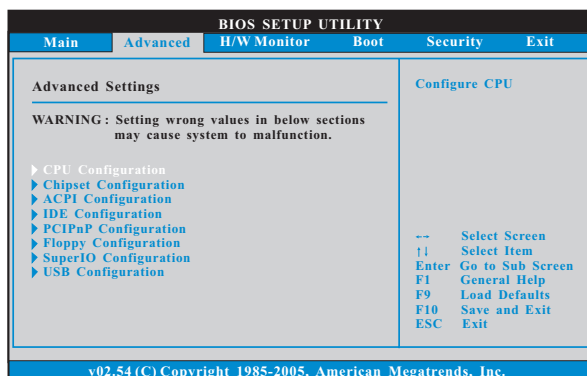 BIOS SETUP UTILITY
Main Advanced H/W Monitor Boot Security Exit
Advanced Settings
WARNING : Setting wrong values in below sections
may cause system to malfunction.
CPU Configuration
Chipset Configuration
ACPI Configuration
IDE Configuration
PCIPnP Configuration
Floppy Configuration
SuperIO Configuration
USB Configuration
Configure CPU
←→ Select Screen
↑↓ Select Item
Enter Go to Sub Screen
F1 General Help
F9 Load Defaults
F10 Save and Exit
ESC Exit
v02.54 (C) Copyright 1985-2005, American Megatrends, Inc.